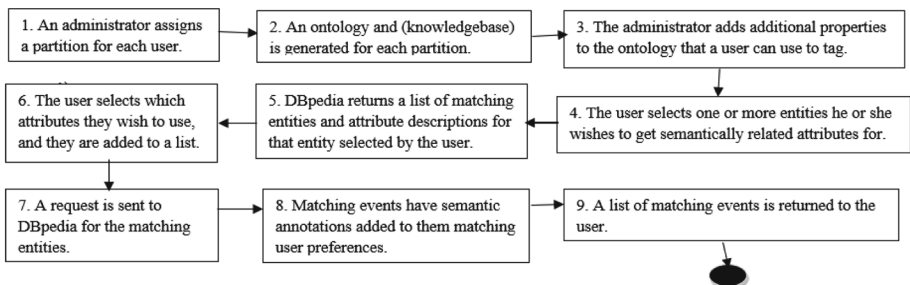 1. An administrator assigns
a partition for each user.
2. An ontology and (knowledgebase)
is generated for each partition.
3. The administrator adds additional properties
to the ontology that a user can use to tag.
4. The user selects one or more entities he or she
wishes to get semantically related attributes for.
5. DBpedia returns a list of matching
entities and attribute descriptions for
that entity selected by the user.
6. The user selects which
attributes they wish to use,
and they are added to a list.
7. A request is sent to
DBpedia for the matching
entities.
8. Matching events have semantic
annotations added to them matching
user preferences.
9. A list of matching events is returned to the
user.